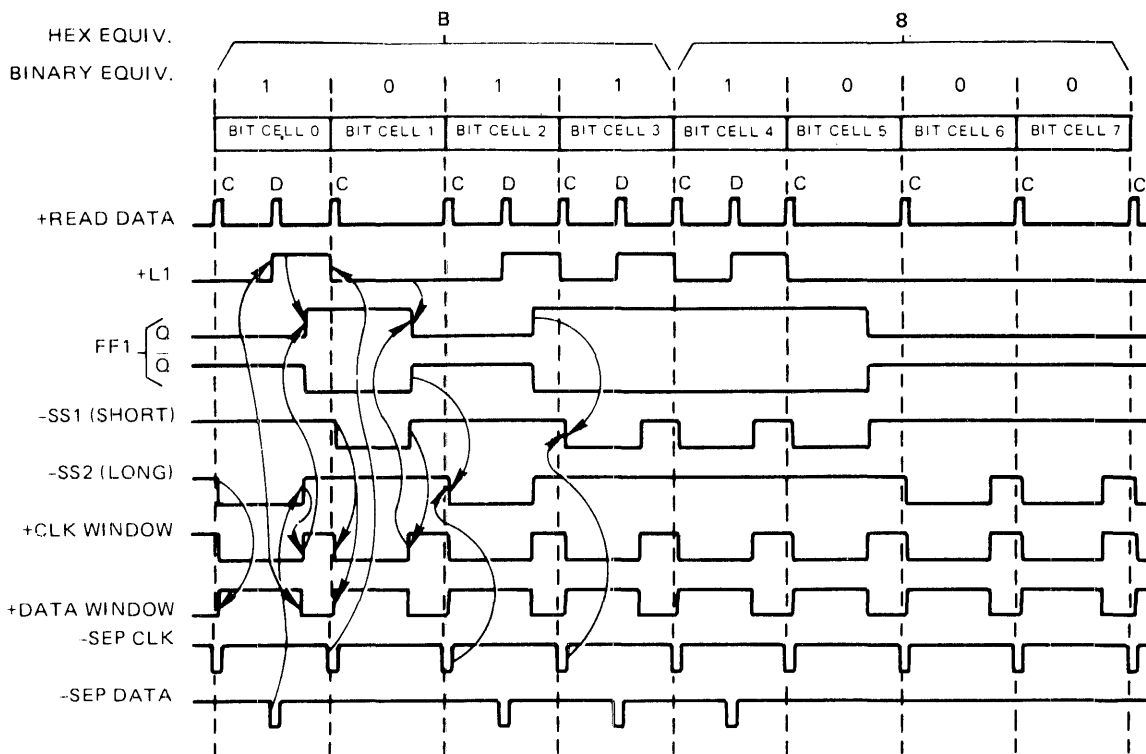 B 8
HEX EQUIV.
BINARY EQUIV.
1 0 1 1 1 0 0 0
BIT CELL 0 BIT CELL 1 BIT CELL 2 BIT CELL 3 BIT CELL 4 BIT CELL 5 BIT CELL 6 BIT CELL 7
C D C C D C D C D C C C C
+READ DATA
+L1
Q
FF1
Q̅
-SS1 (SHORT)
-SS2 (LONG)
+CLK WINDOW
+DATA WINDOW
-SEP CLK
-SEP DATA